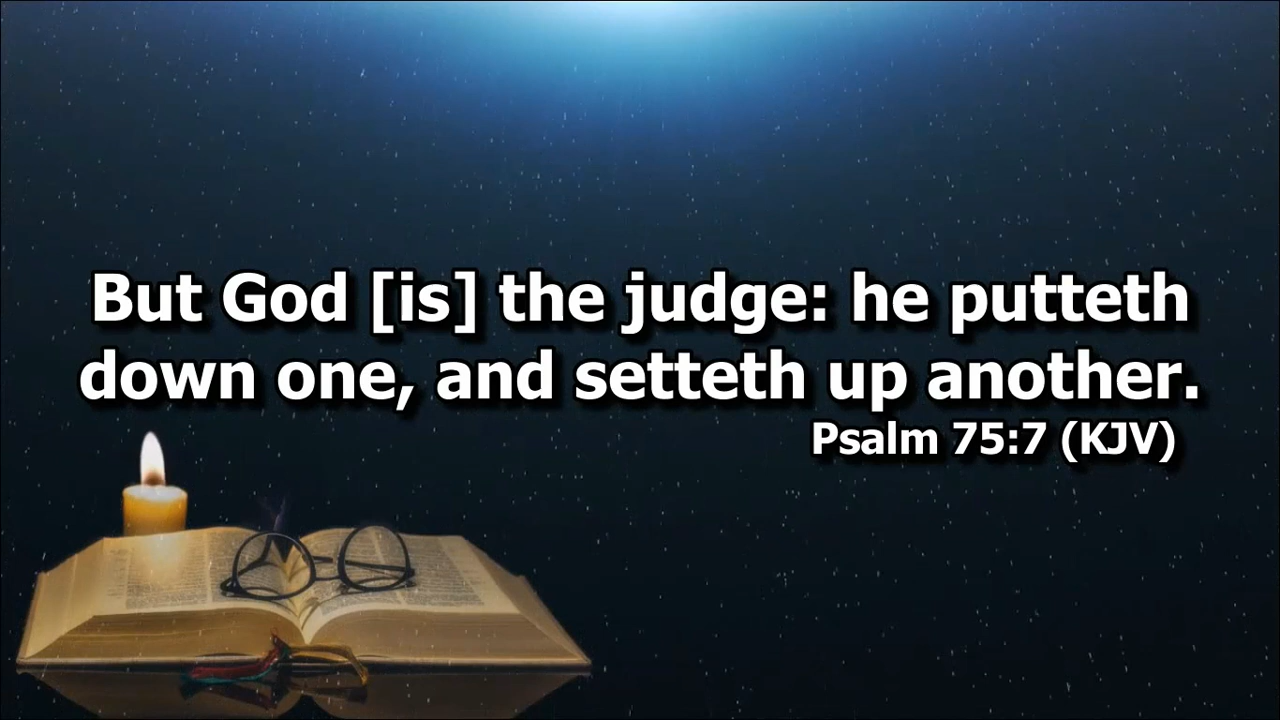 But God [is] the judge: he putteth
down one, and setteth up another.
Psalm 75:7 (KJV)